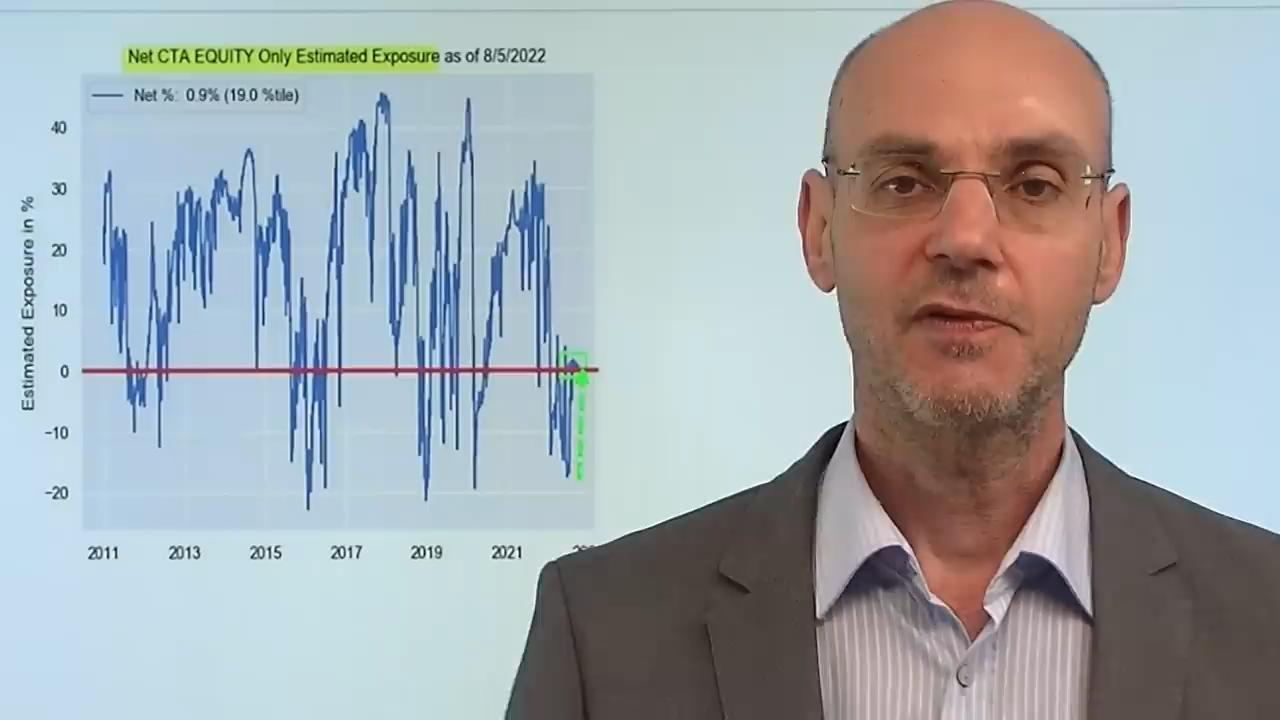 Net CTA EQUITY Only Estimated Exposure as of 8/5/2022
Net %: 0.9% (19.0 %tile)
Estimated Exposure in %
40
30
20
10
0
−10
−20
2011 2013 2015 2017 2019 2021